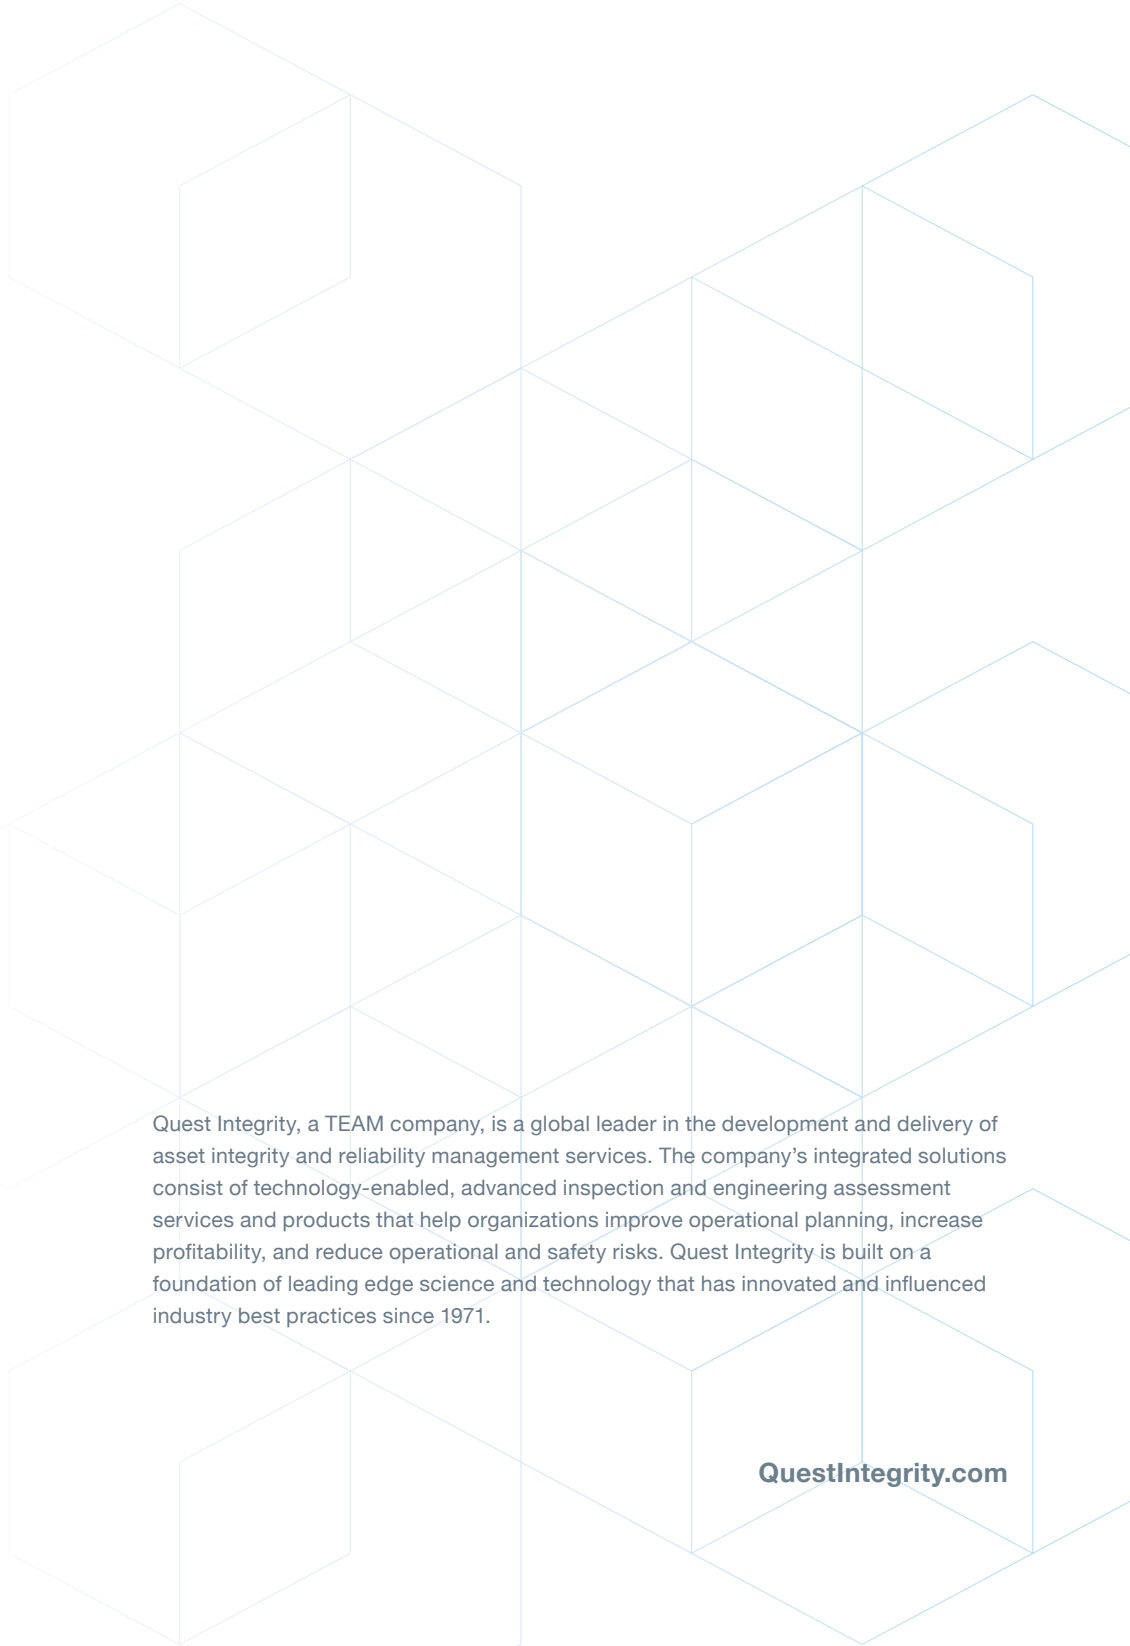 Quest Integrity, a TEAM company, is a global leader in the development and delivery of
asset integrity and reliability management services. The company’s integrated solutions
consist of technology-enabled, advanced inspection and engineering assessment
services and products that help organizations improve operational planning, increase
profitability, and reduce operational and safety risks. Quest Integrity is built on a
foundation of leading edge science and technology that has innovated and influenced
industry best practices since 1971.
QuestIntegrity.com